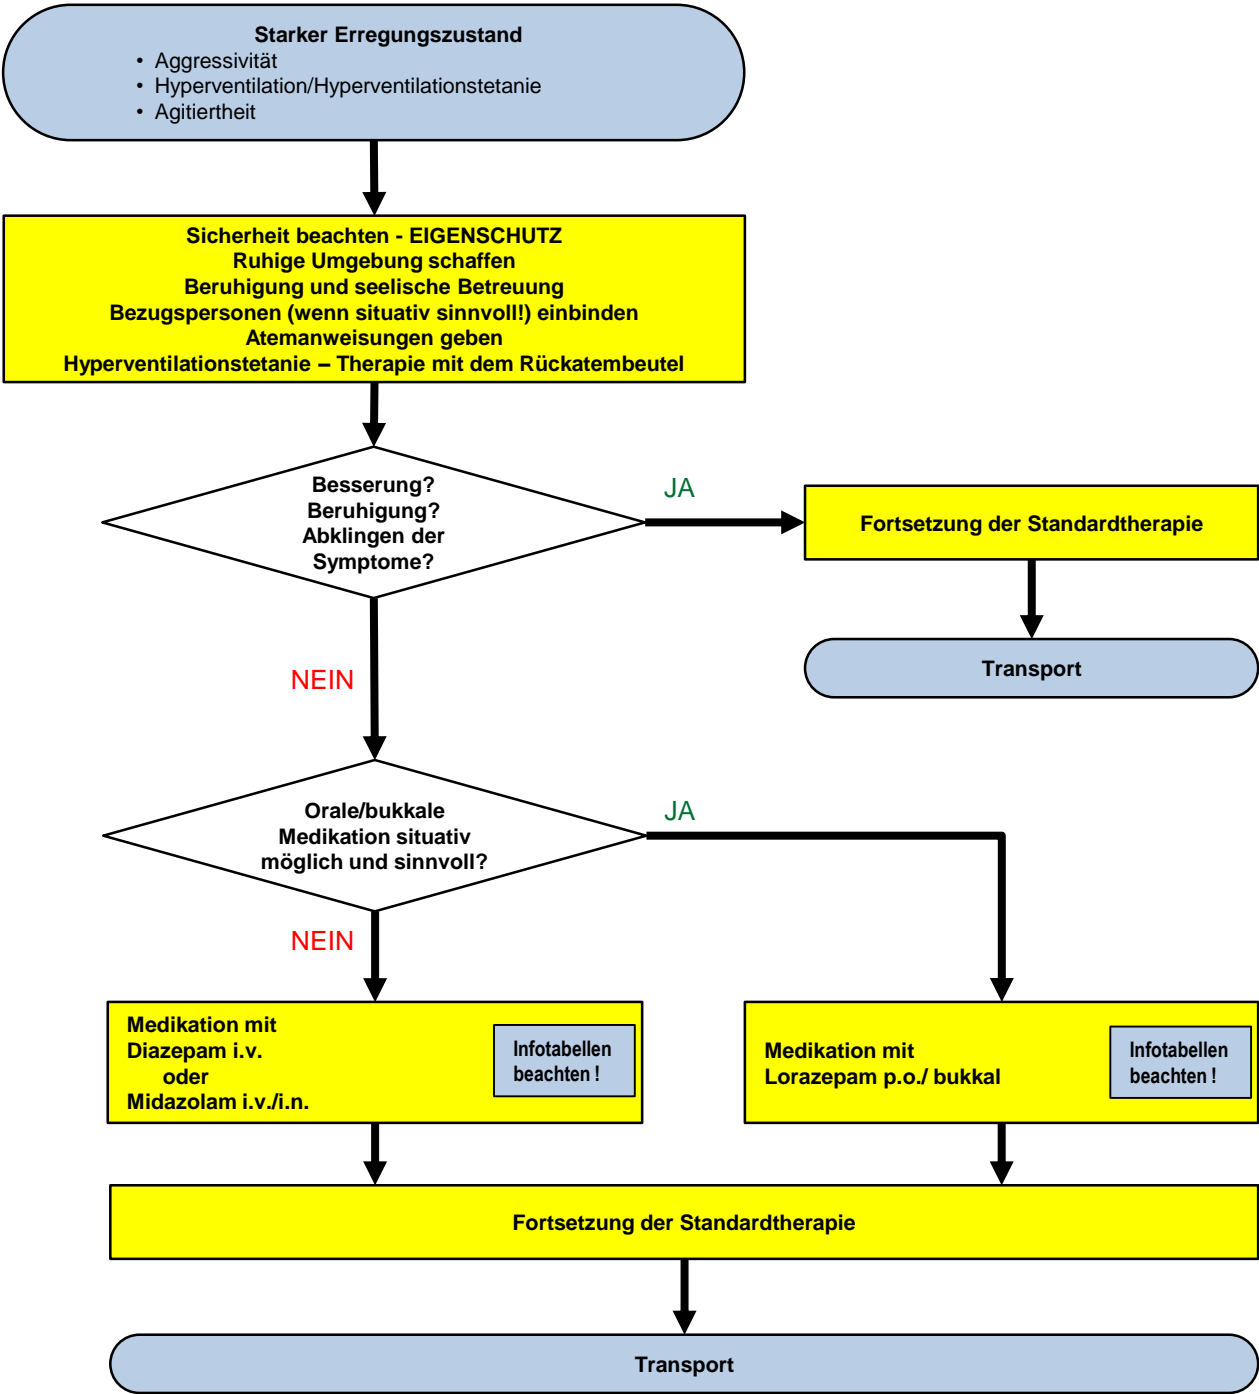 Starker Erregungszustand
• Aggressivität
• Hyperventilation/Hyperventilationstetanie
• Agitiertheit
Sicherheit beachten - EIGENSCHUTZ
Ruhige Umgebung schaffen
Beruhigung und seelische Betreuung
Bezugspersonen (wenn situativ sinnvoll!) einbinden
Atemanweisungen geben
Hyperventilationstetanie – Therapie mit dem Rückatembeutel
Besserung?
Beruhigung?
Abklingen der
Symptome?
JA
Fortsetzung der Standardtherapie
Transport
NEIN
Orale/bukkale
Medikation situativ
möglich und sinnvoll?
JA
NEIN
Medikation mit
Diazepam i.v.
oder
Midazolam i.v./i.n.
Infotabellen
beachten !
Medikation mit
Lorazepam p.o./ bukkal
Infotabellen
beachten !
Fortsetzung der Standardtherapie
Transport